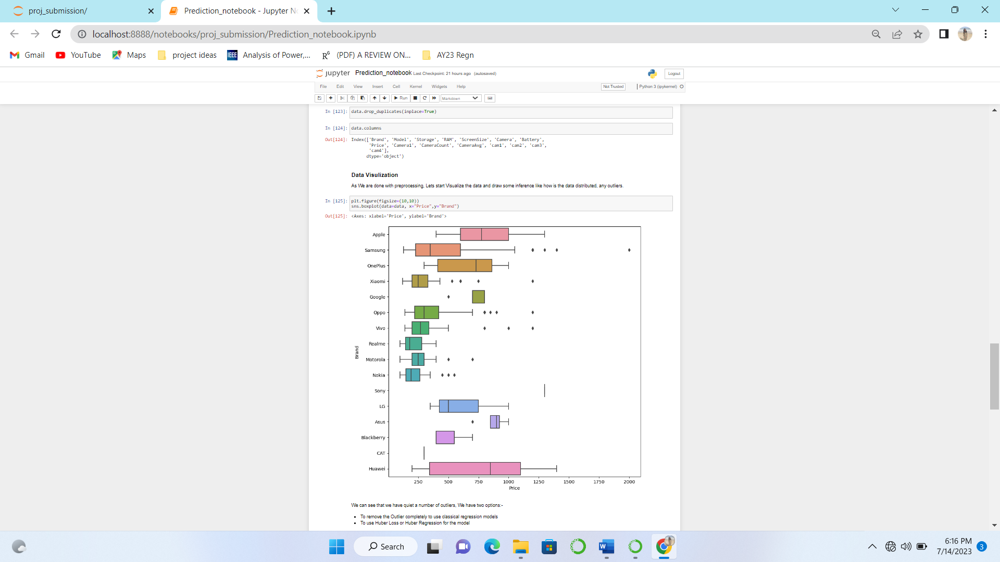 proj_submission/
Prediction_notebook - Jupyter No
localhost:8888/notebooks/proj_submission/Prediction_notebook.ipynb
Gmail
YouTube
Maps
project ideas
IEEE Analysis of Power,...
R^G (PDF) A REVIEW ON...
AY23 Regn
jupyter Prediction_notebook Last Checkpoint: 21 hours ago (autosaved)
Logout
File Edit View Insert Cell Kernel Widgets Help
Not Trusted
Python 3 (ipykernel)
Run
Markdown
In [123]: data.drop_duplicates(inplace=True)
In [124]: data.columns
Out[124]: Index(['Brand', 'Model', 'Storage', 'RAM', 'ScreenSize', 'Camera', 'Battery',
'Price', 'Camera1', 'CameraCount', 'CameraAvg', 'cam1', 'cam2', 'cam3',
'cam4'],
dtype='object')
Data Visulization
As We are done with preprocessing, Lets start Visualize the data and draw some inference like how is the data distributed, any outliers.
In [125]: plt.figure(figsize=(10,10))
sns.boxplot(data=data, x="Price",y="Brand")
Out[125]: <Axes: xlabel='Price', ylabel='Brand'>
Apple
Samsung
OnePlus
Xiaomi
Google
Oppo
Vivo
Realme
Brand
Motorola
Nokia
Sony
LG
Asus
Blackberry
CAT
Huawei
250 500 750 1000 1250 1500 1750 2000
Price
We can see that we have quiet a number of outliers, We have two options:-
• To remove the Outlier completely to use classical regression models
• To use Huber Loss or Huber Regression for the model
Search
6:16 PM
7/14/2023
3